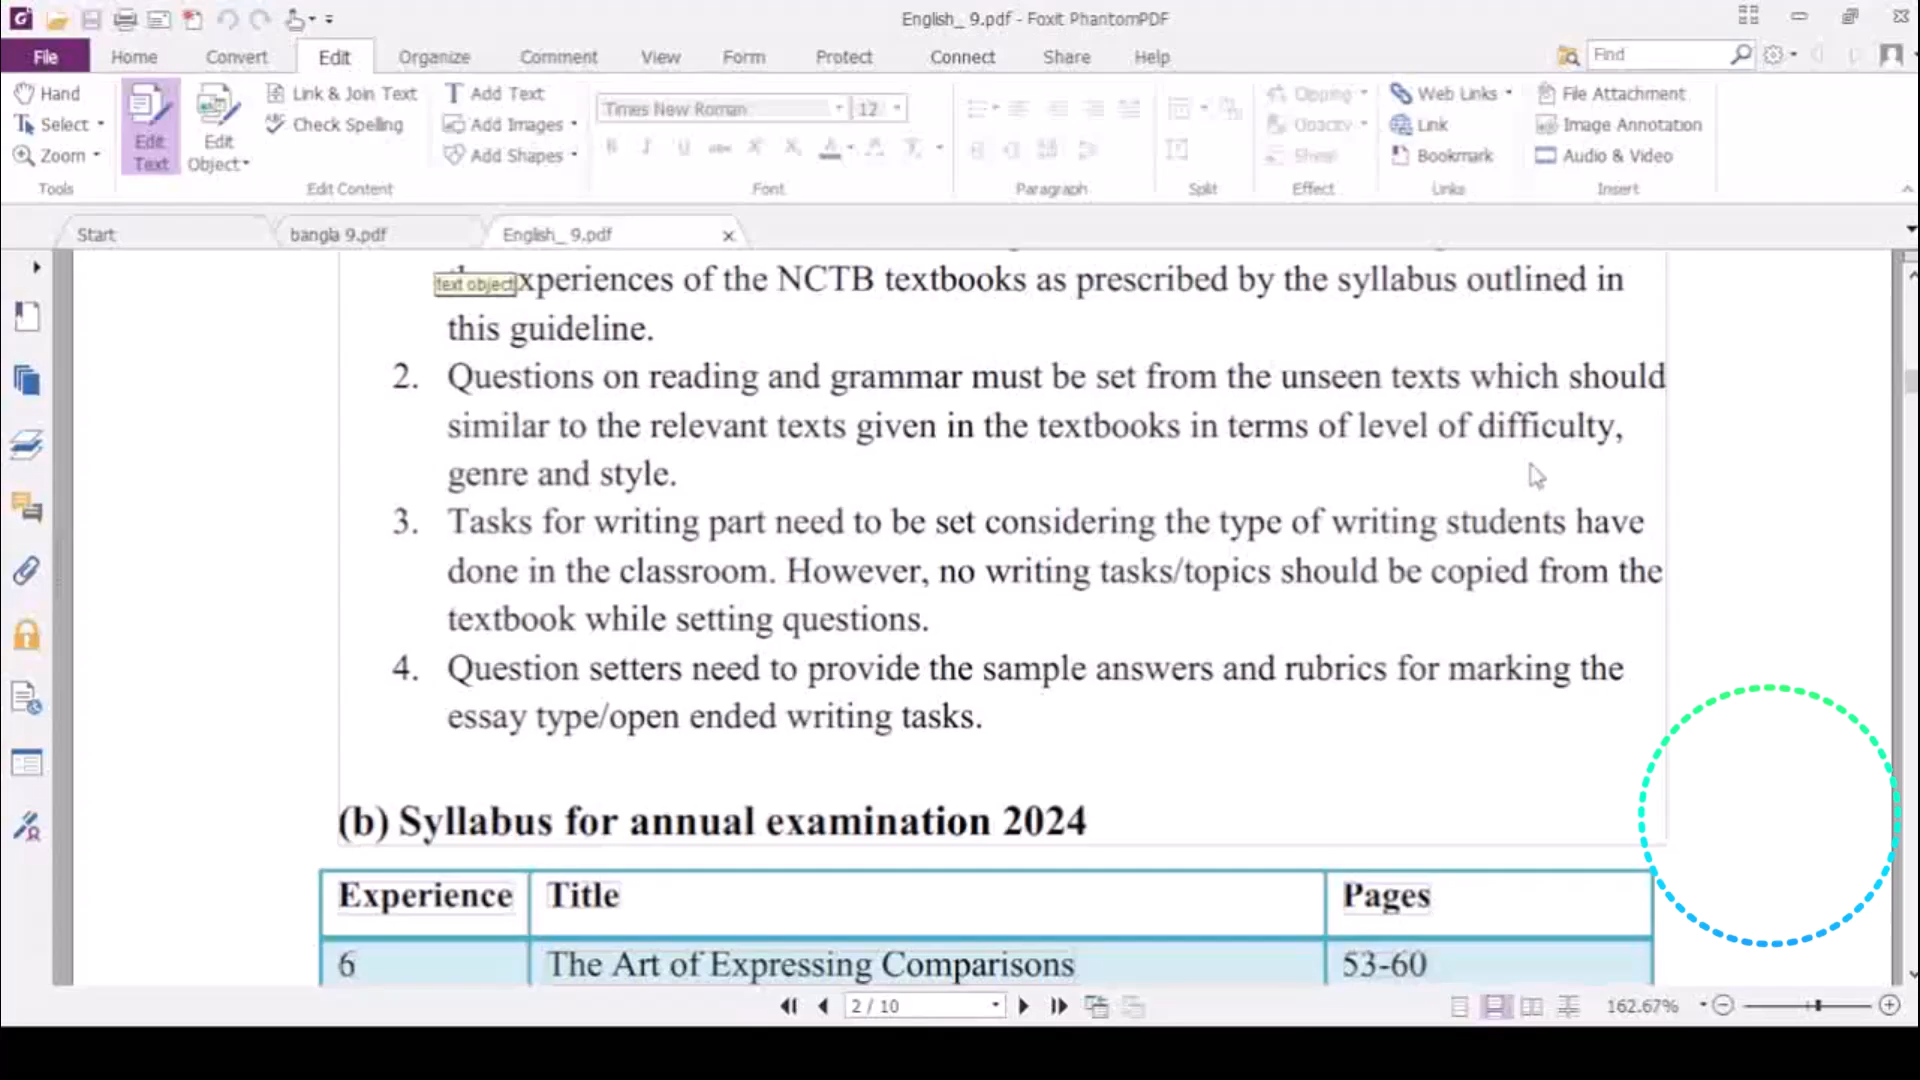 English_ 9.pdf - Foxit PhantomPDF
File Home Convert Edit Organize Comment View Form Protect Connect Share Help Find
Hand
Select
Zoom
Tools
Edit Text
Edit Object
Link & Join Text
Check Spelling
Add Text
Add Images
Add Shapes
Edit Content
Times New Roman 12
Font
Paragraph
Split
Opacity
Effect
Web Links
Link
Bookmark
Links
File Attachment
Image Annotation
Audio & Video
Insert
Start bangla 9.pdf English_ 9.pdf
text object
experiences of the NCTB textbooks as prescribed by the syllabus outlined in
this guideline.
2. Questions on reading and grammar must be set from the unseen texts which should
similar to the relevant texts given in the textbooks in terms of level of difficulty,
genre and style.
3. Tasks for writing part need to be set considering the type of writing students have
done in the classroom. However, no writing tasks/topics should be copied from the
textbook while setting questions.
4. Question setters need to provide the sample answers and rubrics for marking the
essay type/open ended writing tasks.
(b) Syllabus for annual examination 2024
Experience Title Pages
6 The Art of Expressing Comparisons 53-60
2 / 10 162.67%